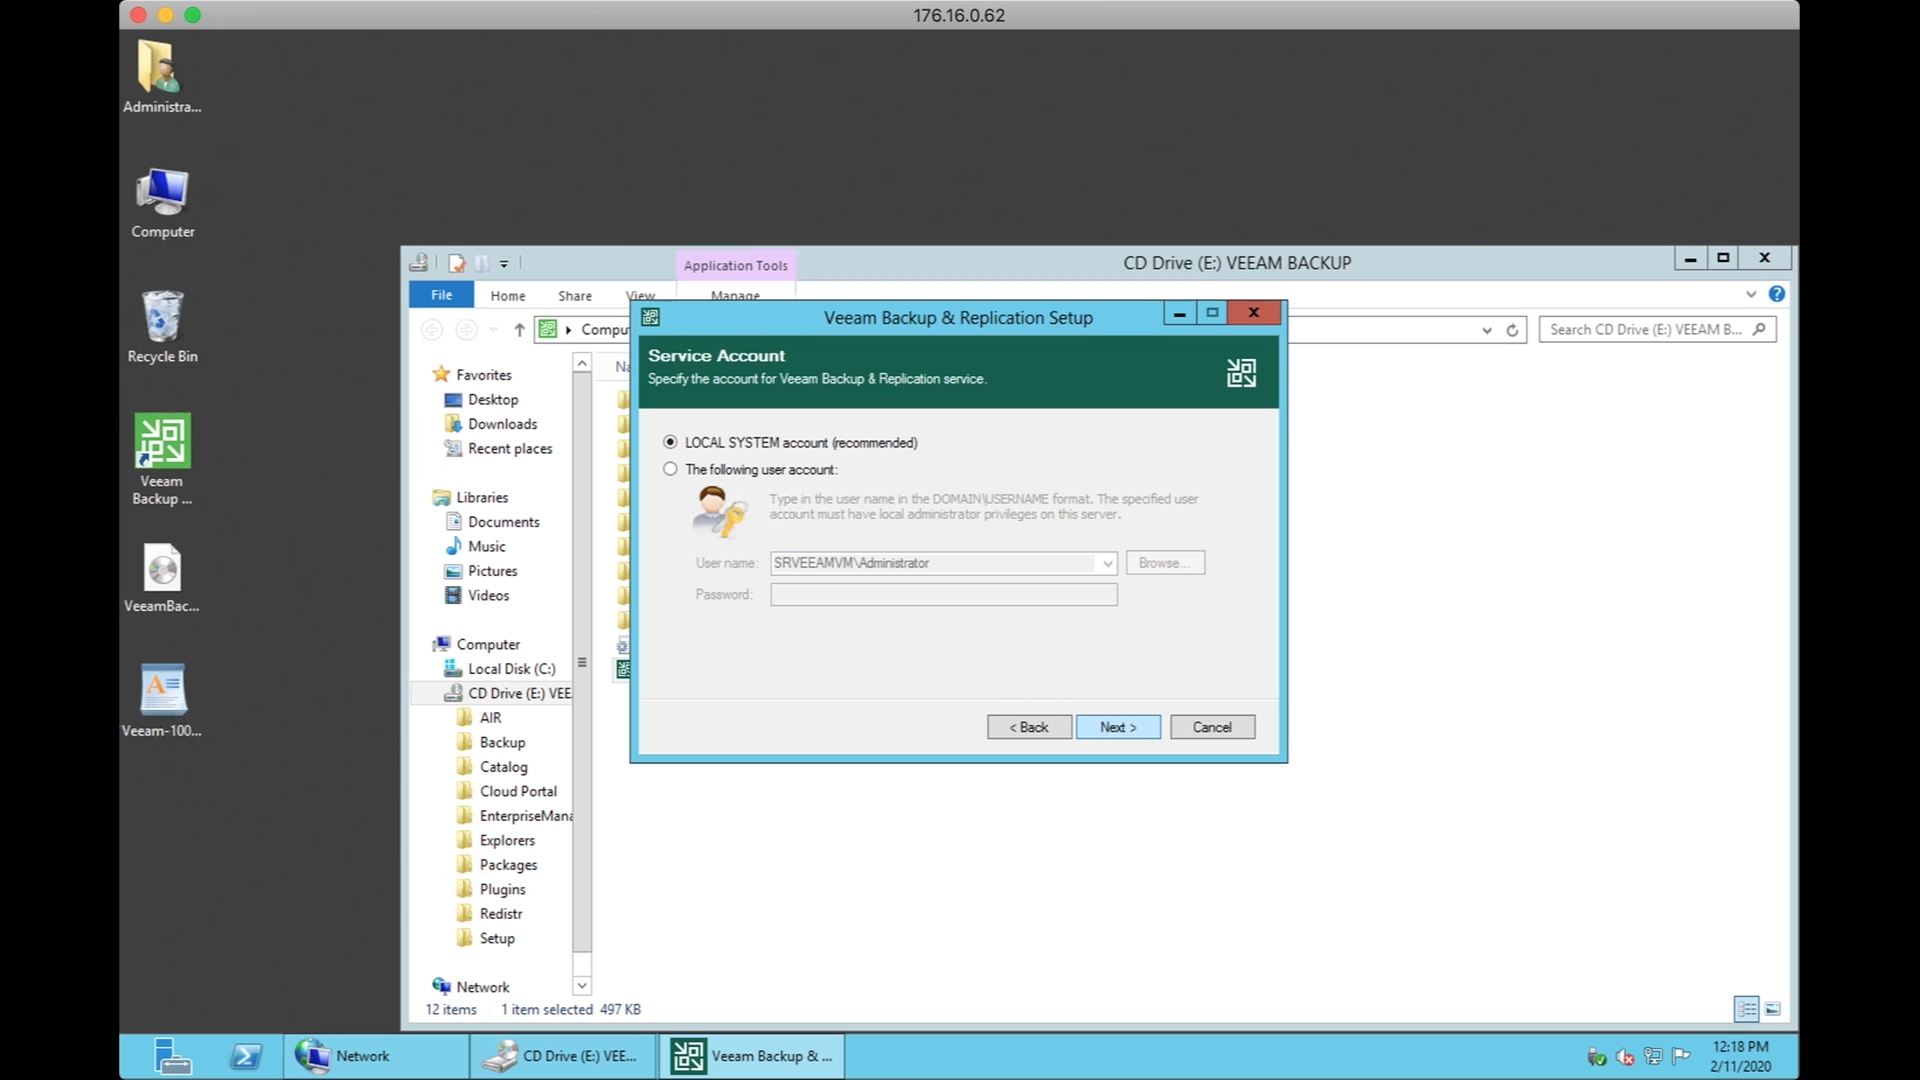 176.16.0.62
Administra...
Computer
Recycle Bin
Veeam
Backup ...
VeeamBac...
Veeam-100...
Application Tools
CD Drive (E:) VEEAM BACKUP
File
Home
Share
View
Manage
Search CD Drive (E:) VEEAM B...
Favorites
Desktop
Downloads
Recent places
Libraries
Documents
Music
Pictures
Videos
Computer
Local Disk (C:)
CD Drive (E:) VEE
AIR
Backup
Catalog
Cloud Portal
EnterpriseMana
Explorers
Packages
Plugins
Redistr
Setup
Network
12 items
1 item selected 497 KB
Veeam Backup & Replication Setup
Service Account
Specify the account for Veeam Backup & Replication service.
LOCAL SYSTEM account (recommended)
The following user account:
Type in the user name in the DOMAIN\USERNAME format. The specified user
account must have local administrator privileges on this server.
User name:
SRVEEAMVM\Administrator
Browse...
Password:
< Back
Next >
Cancel
Network
CD Drive (E:) VEE...
Veeam Backup & ...
12:18 PM
2/11/2020